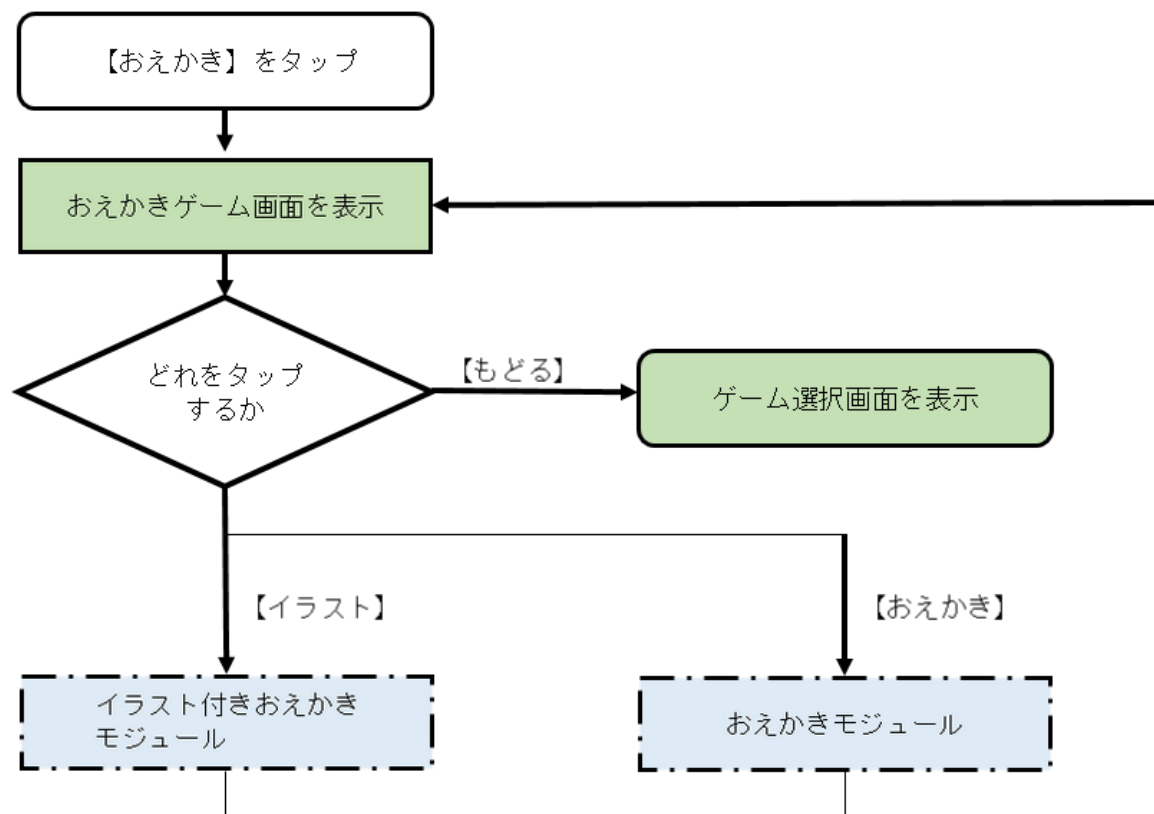 【おえかき】をタップ
おえかきゲーム画面を表示
どれをタップ
するか
【もどる】
ゲーム選択画面を表示
【イラスト】
【おえかき】
イラスト付きおえかき
モジュール
おえかきモジュール